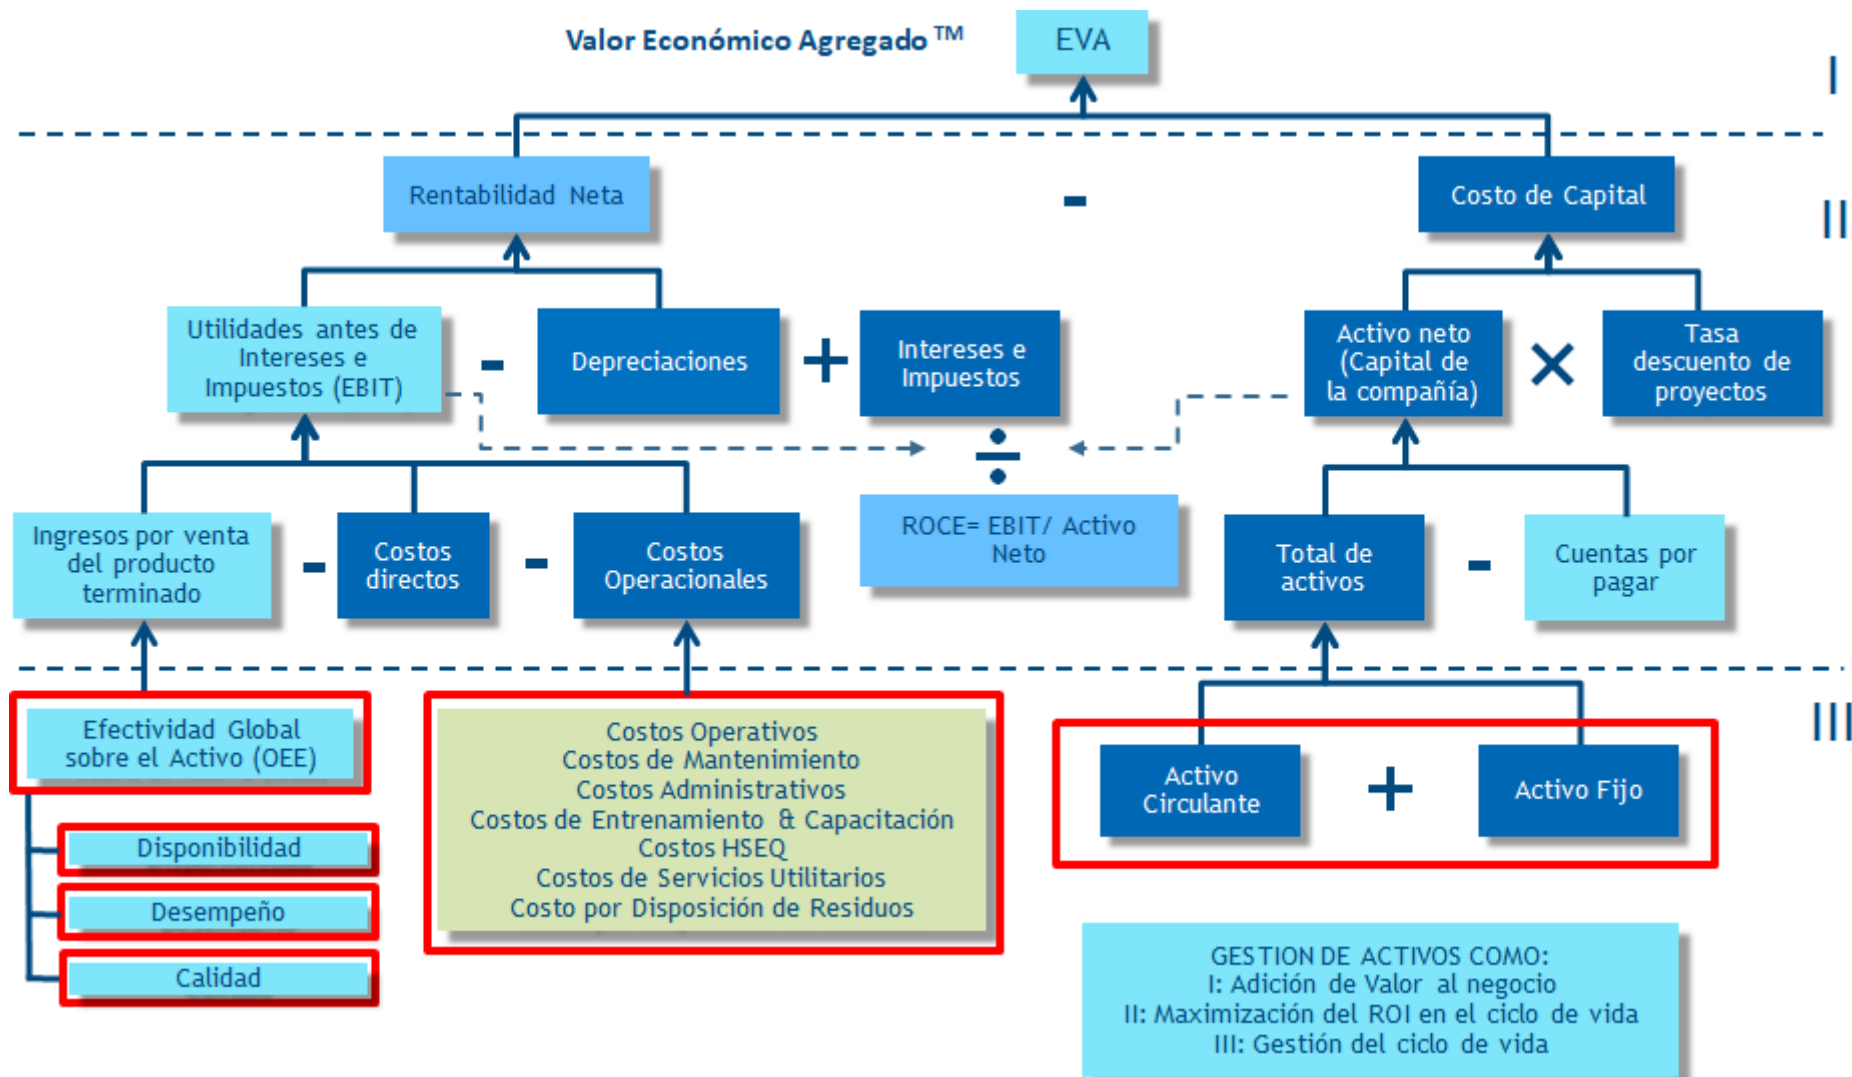 Valor Económico Agregado TM
EVA
I
Rentabilidad Neta
-
Costo de Capital
II
Utilidades antes de
Intereses e
Impuestos (EBIT)
-
Depreciaciones
+
Intereses e
Impuestos
Activo neto
(Capital de
la compañía)
×
Tasa
descuento de
proyectos
÷
Ingresos por venta
del producto
terminado
-
Costos
directos
-
Costos
Operacionales
ROCE= EBIT/ Activo
Neto
Total de
activos
-
Cuentas por
pagar
III
Efectividad Global
sobre el Activo (OEE)
Disponibilidad
Desempeño
Calidad
Costos Operativos
Costos de Mantenimiento
Costos Administrativos
Costos de Entrenamiento & Capacitación
Costos HSEQ
Costos de Servicios Utilitarios
Costo por Disposición de Residuos
Activo
Circulante
+
Activo Fijo
GESTION DE ACTIVOS COMO:
I: Adición de Valor al negocio
II: Maximización del ROI en el ciclo de vida
III: Gestión del ciclo de vida